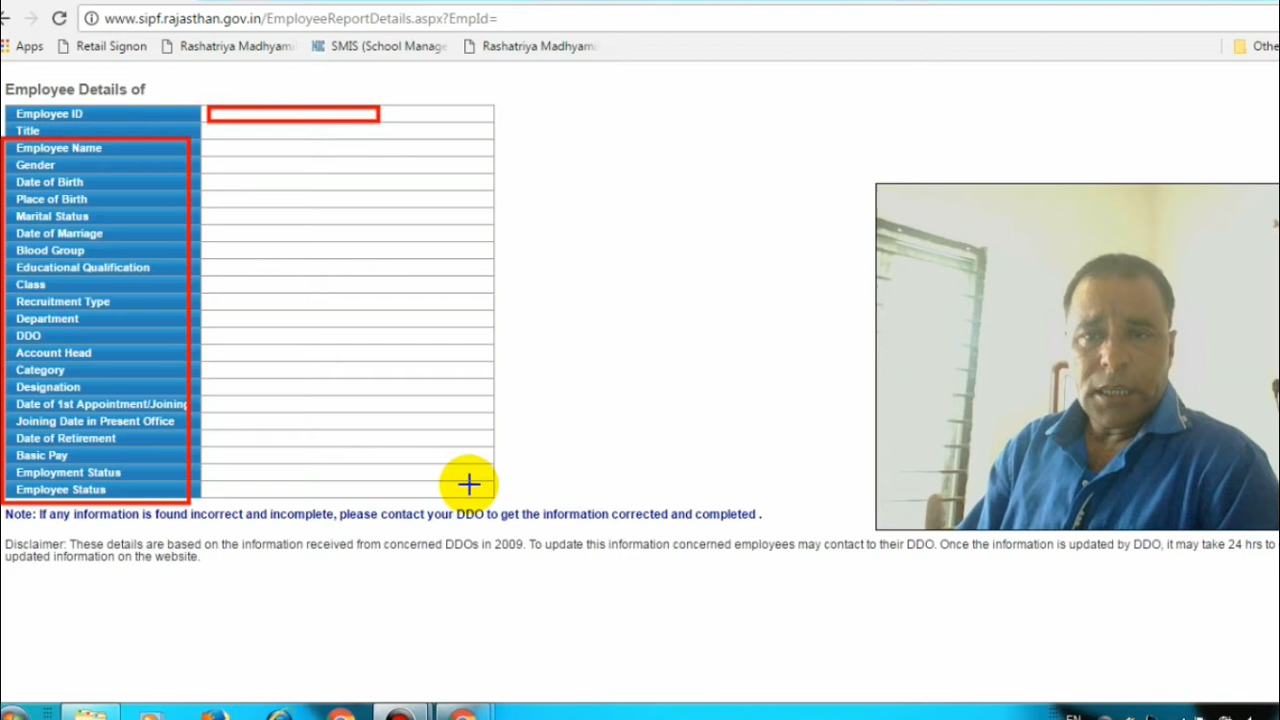 www.sipf.rajasthan.gov.in/EmployeeReportDetails.aspx?EmpId=
Apps Retail Signon Rashatriya Madhyami SMIS (School Manage Rashatriya Madhyam Othe
Employee Details of
Employee ID
Title
Employee Name
Gender
Date of Birth
Place of Birth
Marital Status
Date of Marriage
Blood Group
Educational Qualification
Class
Recruitment Type
Department
DDO
Account Head
Category
Designation
Date of 1st Appointment/Joining
Joining Date in Present Office
Date of Retirement
Basic Pay
Employment Status
Employee Status
Note: If any information is found incorrect and incomplete, please contact your DDO to get the information corrected and completed .
Disclaimer: These details are based on the information received from concerned DDOs in 2009. To update this information concerned employees may contact to their DDO. Once the information is updated by DDO, it may take 24 hrs to
updated information on the website.
EN